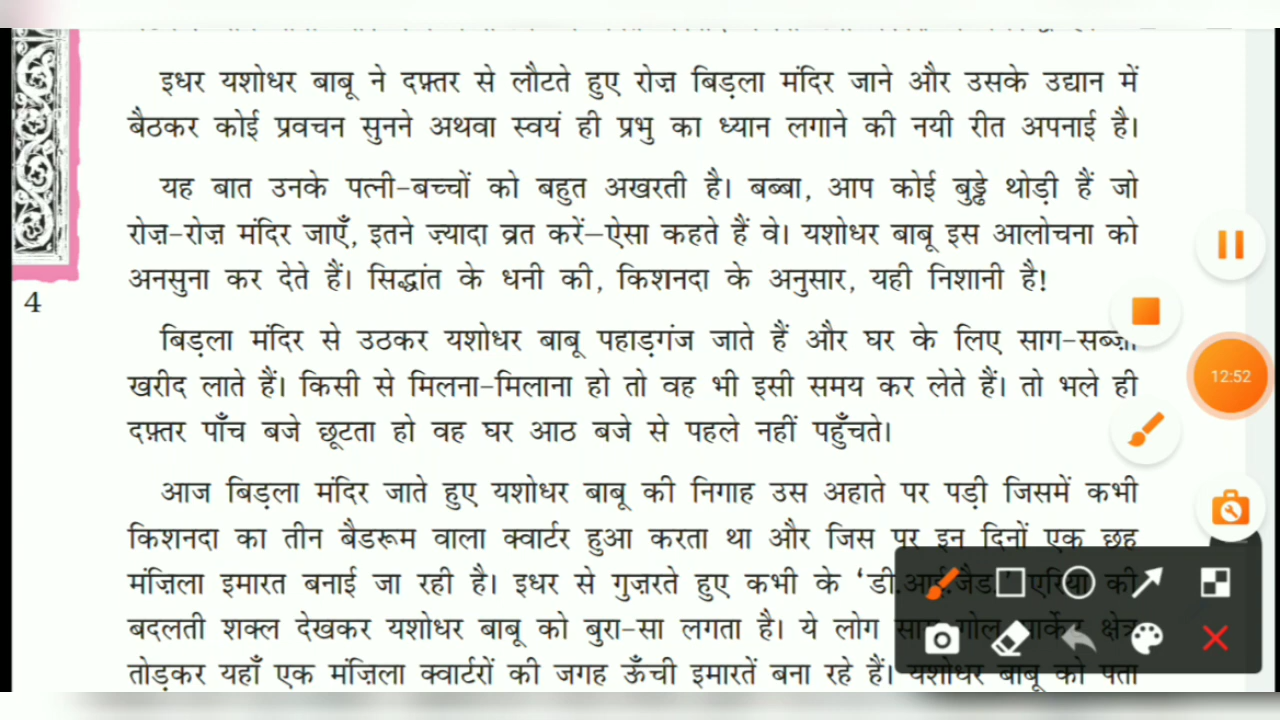 इधर यशोधर बाबू ने दफ़्तर से लौटते हुए रोज़ बिड़ला मंदिर जाने और उसके उद्यान में
बैठकर कोई प्रवचन सुनने अथवा स्वयं ही प्रभु का ध्यान लगाने की नयी रीत अपनाई है।
यह बात उनके पत्नी-बच्चों को बहुत अखरती है। बब्बा, आप कोई बुड्ढे थोड़ी हैं जो
रोज़-रोज़ मंदिर जाएँ, इतने ज़्यादा व्रत करें–ऐसा कहते हैं वे। यशोधर बाबू इस आलोचना को
अनसुना कर देते हैं। सिद्धांत के धनी की, किशनदा के अनुसार, यही निशानी है!
4
बिड़ला मंदिर से उठकर यशोधर बाबू पहाड़गंज जाते हैं और घर के लिए साग-सब्ज़ी
खरीद लाते हैं। किसी से मिलना-मिलाना हो तो वह भी इसी समय कर लेते हैं। तो भले ही
12:52
दफ़्तर पाँच बजे छूटता हो वह घर आठ बजे से पहले नहीं पहुँचते।
आज बिड़ला मंदिर जाते हुए यशोधर बाबू की निगाह उस अहाते पर पड़ी जिसमें कभी
किशनदा का तीन बैडरूम वाला क्वार्टर हुआ करता था और जिस पर इन दिनों एक छह
मंज़िला इमारत बनाई जा रही है। इधर से गुज़रते हुए कभी के ‘डी.आई.जैड.’ एरिया की
बदलती शक्ल देखकर यशोधर बाबू को बुरा-सा लगता है। ये लोग सारा गोल मार्केट क्षेत्र
तोड़कर यहाँ एक मंज़िला क्वार्टरों की जगह ऊँची इमारतें बना रहे हैं। यशोधर बाबू को पता